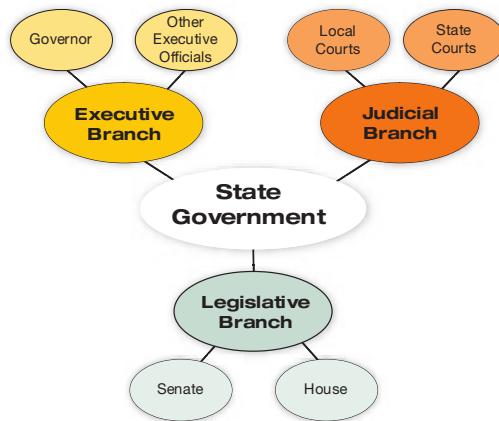 Governor
Other
Executive
Officials
Local
Courts
State
Courts
Executive
Branch
Judicial
Branch
State
Government
Legislative
Branch
Senate
House